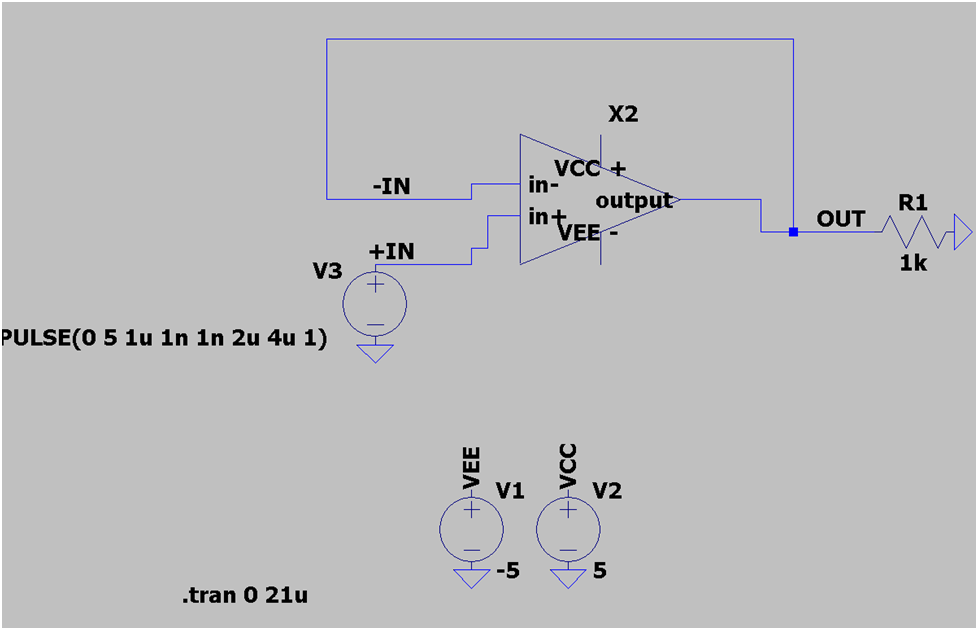 X2
VCC +
-IN
in-
output
R1
in+
OUT
VEE -
+IN
1k
V3
PULSE(0 5 1u 1n 1n 2u 4u 1)
VEE
VCC
V1
V2
-5
5
.tran 0 21u